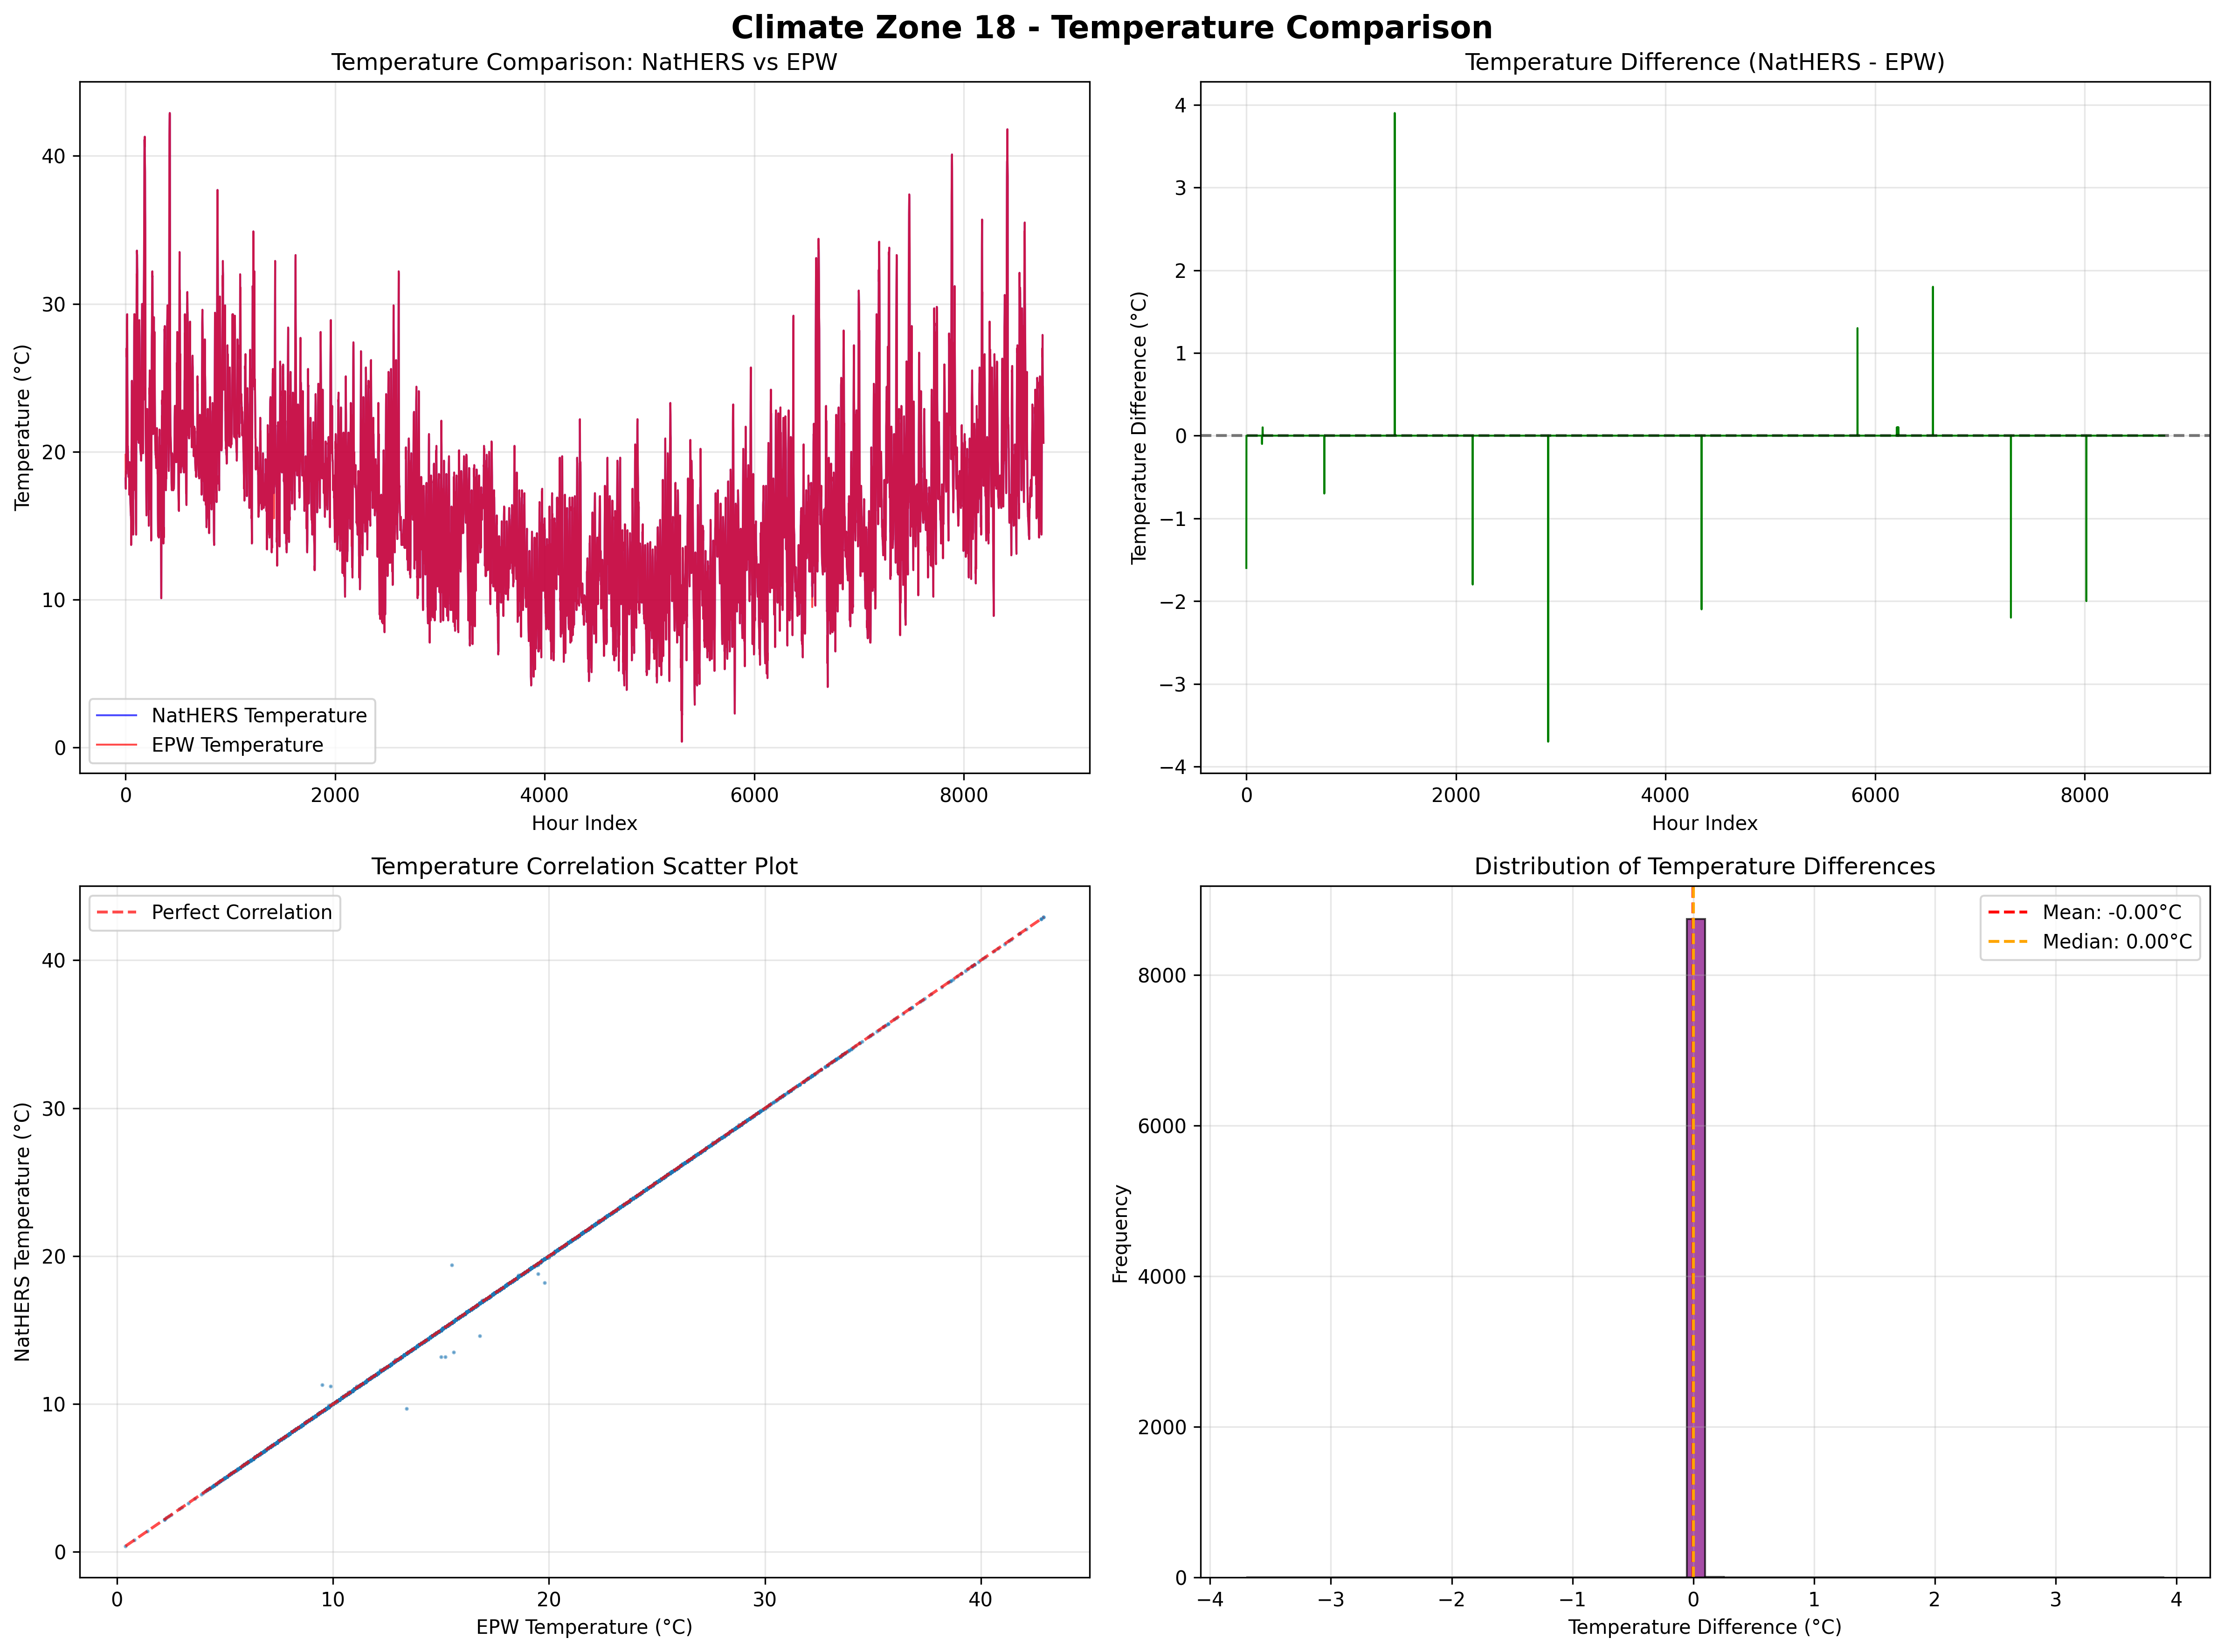 Climate Zone 18 - Temperature Comparison
Temperature Comparison: NatHERS vs EPW
Temperature (°C)
40
30
20
10
0
NatHERS Temperature
EPW Temperature
0 2000 4000 6000 8000
Hour Index
Temperature Difference (NatHERS - EPW)
Temperature Difference (°C)
4
3
2
1
0
−1
−2
−3
−4
0 2000 4000 6000 8000
Hour Index
Temperature Correlation Scatter Plot
Perfect Correlation
NatHERS Temperature (°C)
40
30
20
10
0
0 10 20 30 40
EPW Temperature (°C)
Distribution of Temperature Differences
Mean: -0.00°C
Median: 0.00°C
Frequency
8000
6000
4000
2000
0
−4 −3 −2 −1 0 1 2 3 4
Temperature Difference (°C)